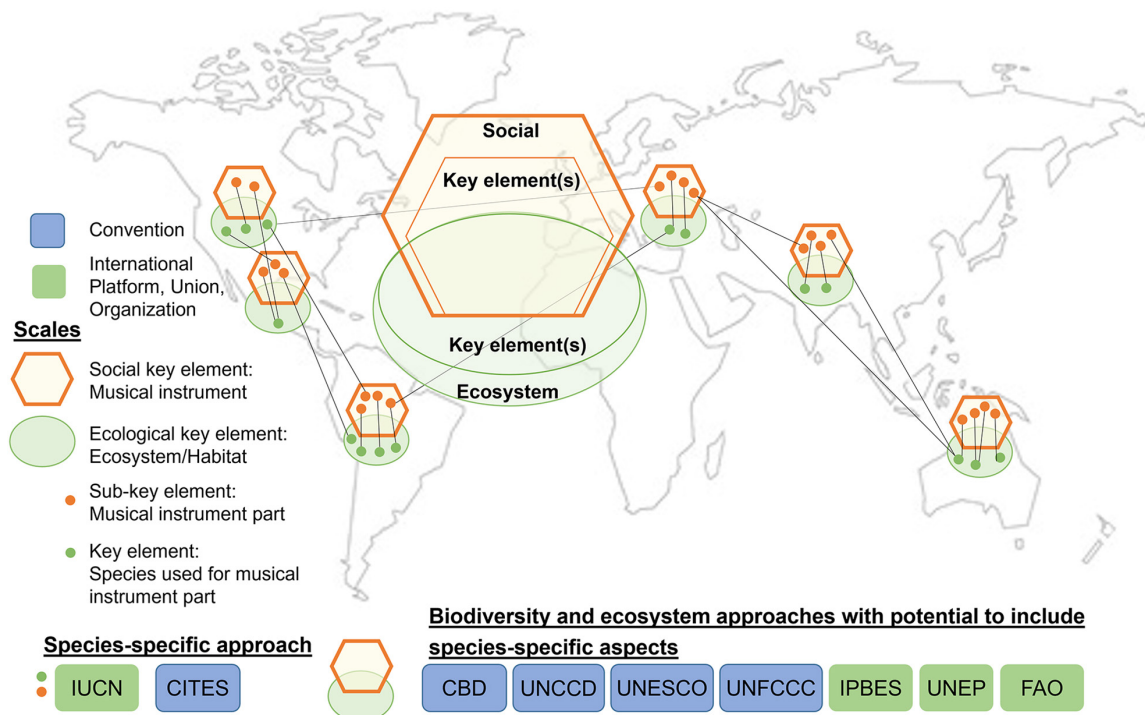 Social
Key element(s)
Key element(s)
Ecosystem
Convention
International
Platform, Union,
Organization
Scales
Social key element:
Musical instrument
Ecological key element:
Ecosystem/Habitat
Sub-key element:
Musical instrument part
Key element:
Species used for musical
instrument part
Species-specific approach
IUCN
CITES
Biodiversity and ecosystem approaches with potential to include
species-specific aspects
CBD
UNCCD
UNESCO
UNFCCC
IPBES
UNEP
FAO